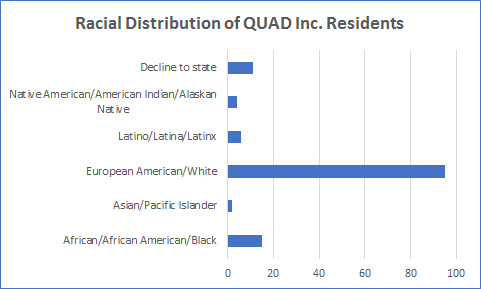 Racial Distribution of QUAD Inc. Residents
Decline to state
Native American/American Indian/Alaskan
Native
Latino/Latina/Latinx
European American/White
Asian/Pacific Islander
African/African American/Black
0 20 40 60 80 100